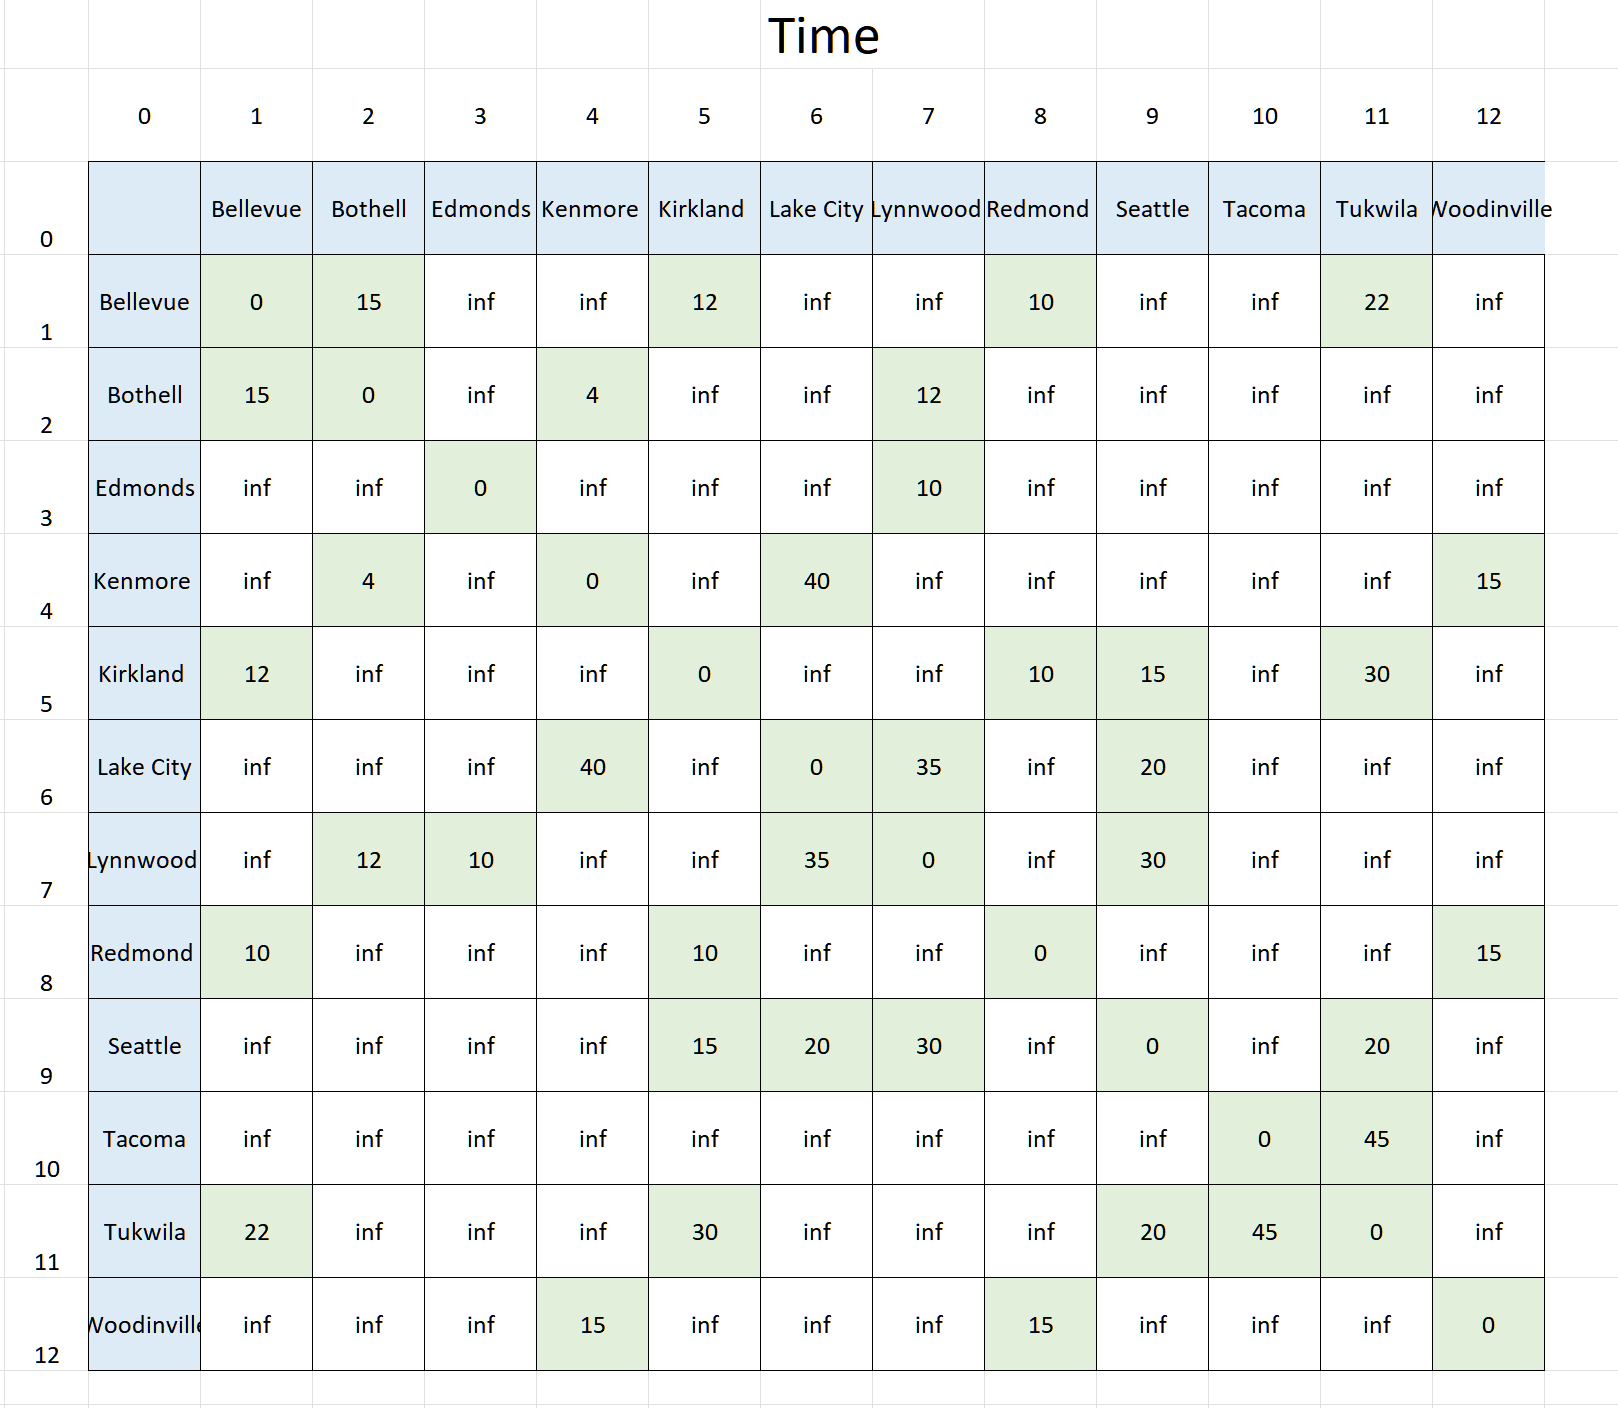 Time
0 1 2 3 4 5 6 7 8 9 10 11 12
0 Bellevue Bothell Edmonds Kenmore Kirkland Lake City Lynnwood Redmond Seattle Tacoma Tukwila Woodinville
1 Bellevue 0 15 inf inf 12 inf inf 10 inf inf 22 inf
2 Bothell 15 0 inf 4 inf inf 12 inf inf inf inf inf
3 Edmonds inf inf 0 inf inf inf 10 inf inf inf inf inf
4 Kenmore inf 4 inf 0 inf 40 inf inf inf inf inf 15
5 Kirkland 12 inf inf inf 0 inf inf 10 15 inf 30 inf
6 Lake City inf inf inf 40 inf 0 35 inf 20 inf inf inf
7 Lynnwood inf 12 10 inf inf 35 0 inf 30 inf inf inf
8 Redmond 10 inf inf inf 10 inf inf 0 inf inf inf 15
9 Seattle inf inf inf inf 15 20 30 inf 0 inf 20 inf
10 Tacoma inf inf inf inf inf inf inf inf inf 0 45 inf
11 Tukwila 22 inf inf inf 30 inf inf inf 20 45 0 inf
12 Woodinville inf inf inf 15 inf inf inf 15 inf inf inf 0